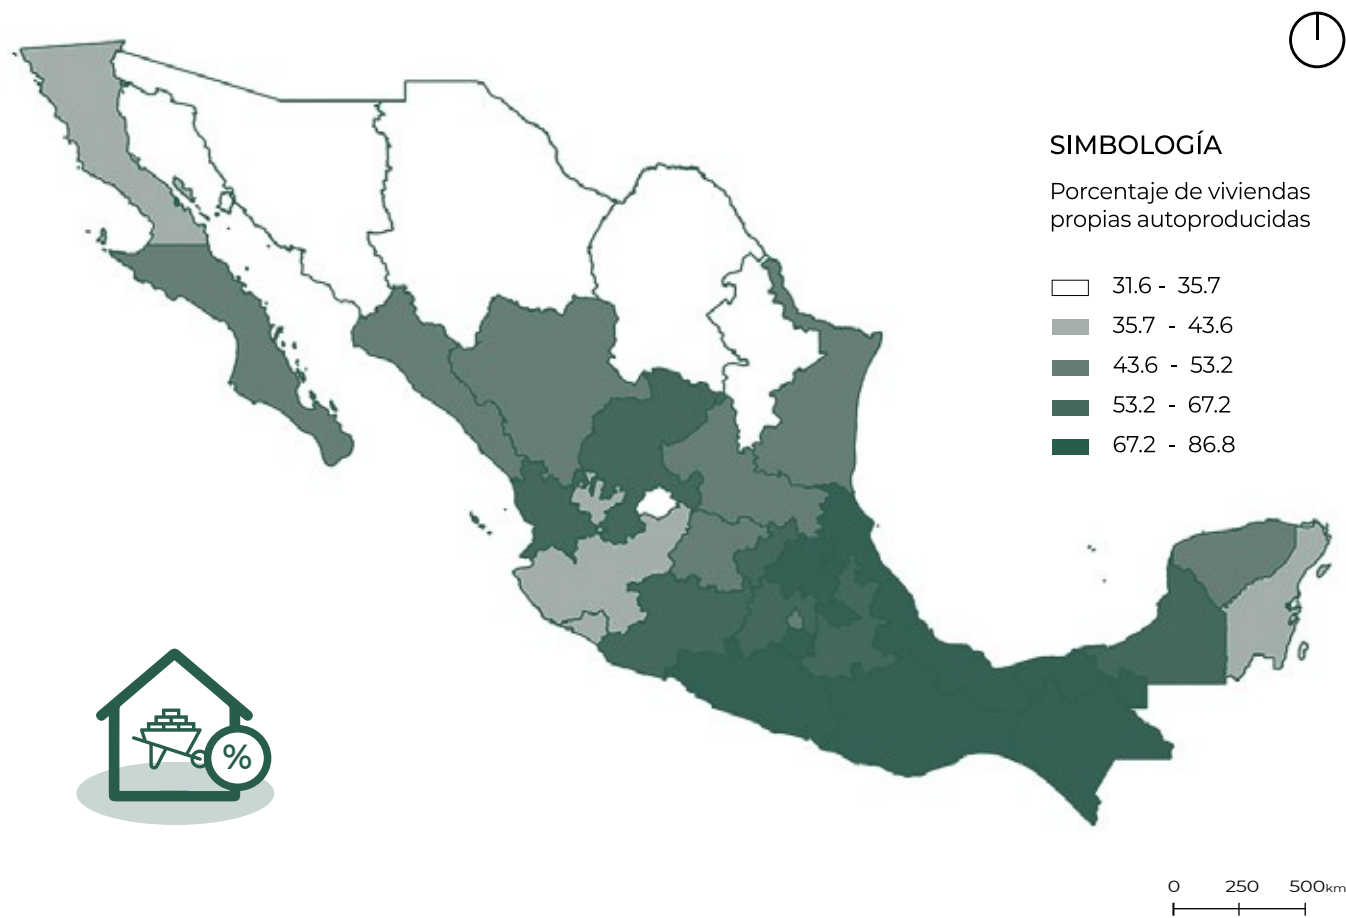 SIMBOLOGÍA
Porcentaje de viviendas
propias autoproducidas
31.6 - 35.7
35.7 - 43.6
43.6 - 53.2
53.2 - 67.2
67.2 - 86.8
%
0 250 500km